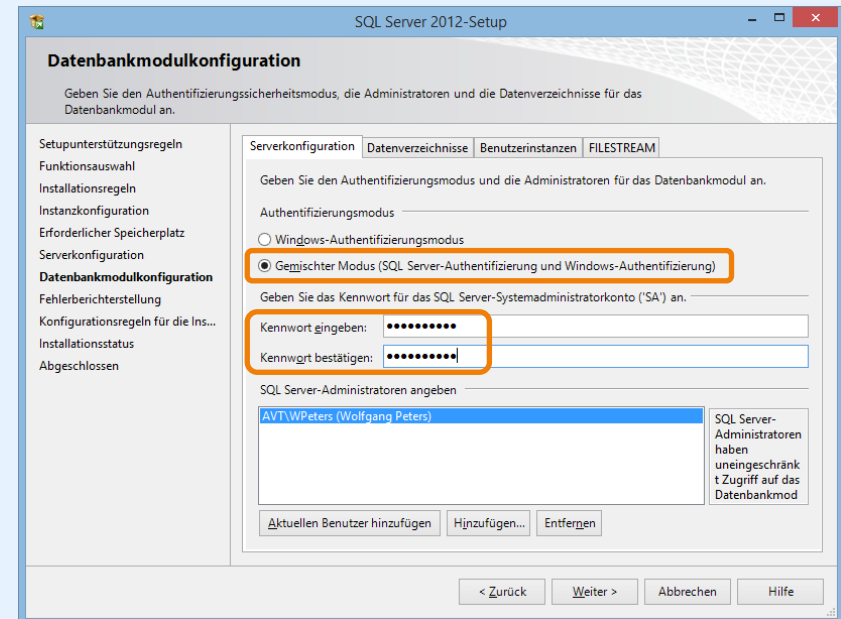 SQL Server 2012-Setup
Datenbankmodulkonfiguration
Geben Sie den Authentifizierungssicherheitsmodus, die Administratoren und die Datenverzeichnisse für das
Datenbankmodul an.
Setupunterstützungsregeln
Funktionsauswahl
Installationsregeln
Instanzkonfiguration
Erforderlicher Speicherplatz
Serverkonfiguration
Datenbankmodulkonfiguration
Fehlerberichterstellung
Konfigurationsregeln für die Ins...
Installationsstatus
Abgeschlossen
Serverkonfiguration Datenverzeichnisse Benutzerinstanzen FILESTREAM
Geben Sie den Authentifizierungsmodus und die Administratoren für das Datenbankmodul an.
Authentifizierungsmodus
Windows-Authentifizierungsmodus
Gemischter Modus (SQL Server-Authentifizierung und Windows-Authentifizierung)
Geben Sie das Kennwort für das SQL Server-Systemadministratorkonto ('SA') an.
Kennwort eingeben: ●●●●●●●●●●
Kennwort bestätigen: ●●●●●●●●●●
SQL Server-Administratoren angeben
AVT\WPeters (Wolfgang Peters)
SQL Server-
Administratoren
haben
uneingeschränk
t Zugriff auf das
Datenbankmod
Aktuellen Benutzer hinzufügen Hinzufügen... Entfernen
< Zurück Weiter > Abbrechen Hilfe